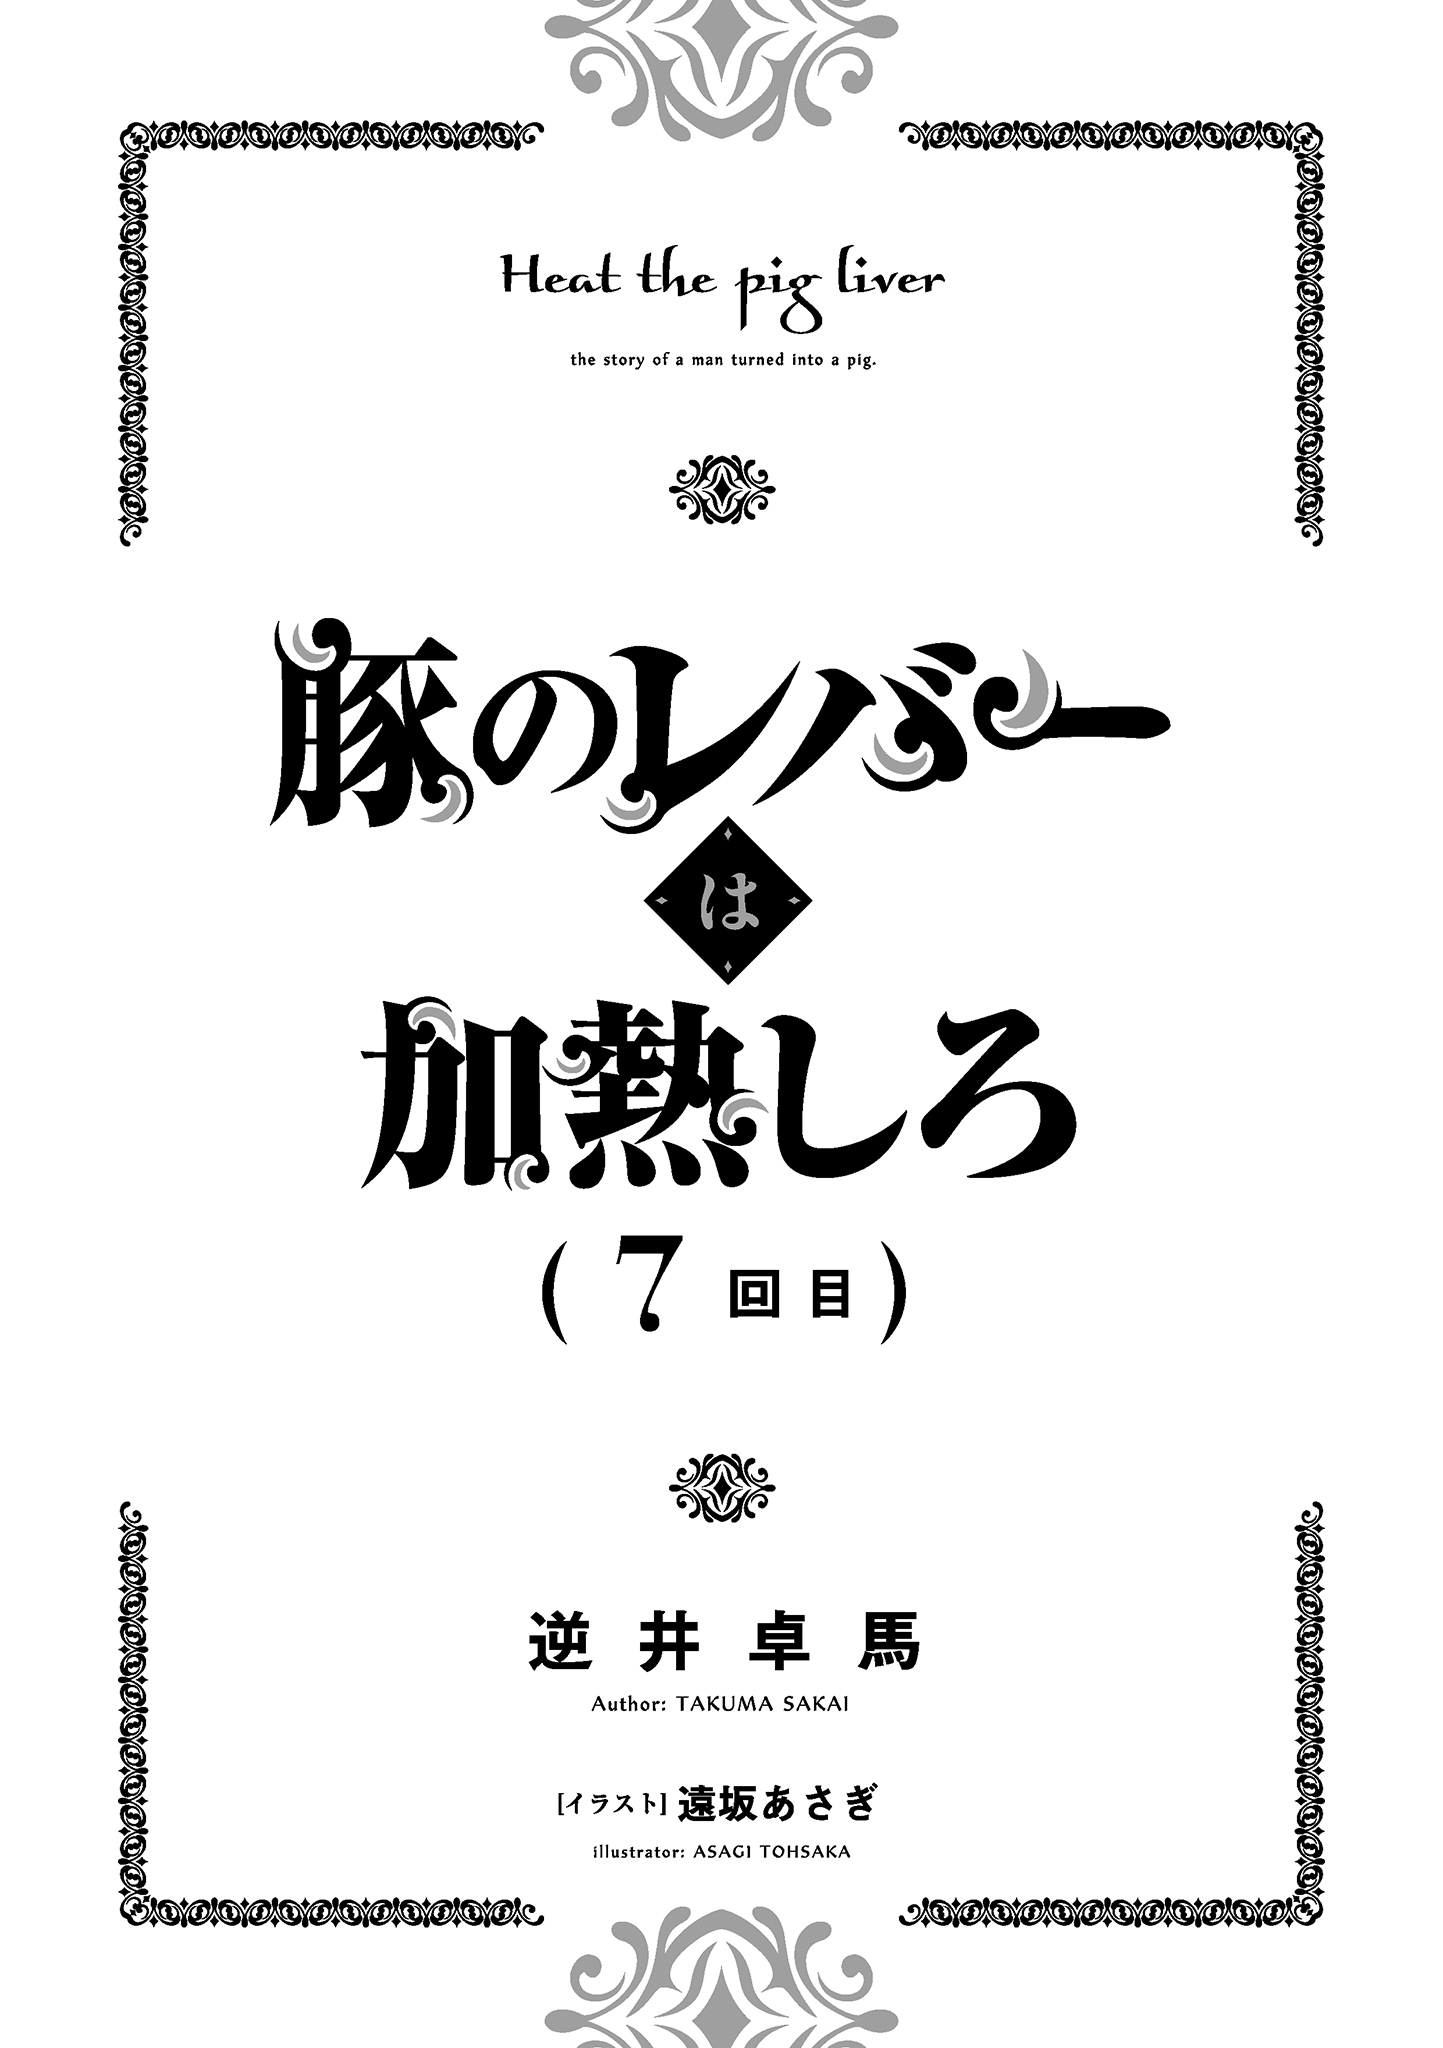 Heat the pig liver
the story of a man turned into a pig.
豚のレバー
は
加熱しろ
(7回目)
逆井卓馬
Author: TAKUMA SAKAI
[イラスト]遠坂あさぎ
illustrator: ASAGI TOHSAKA